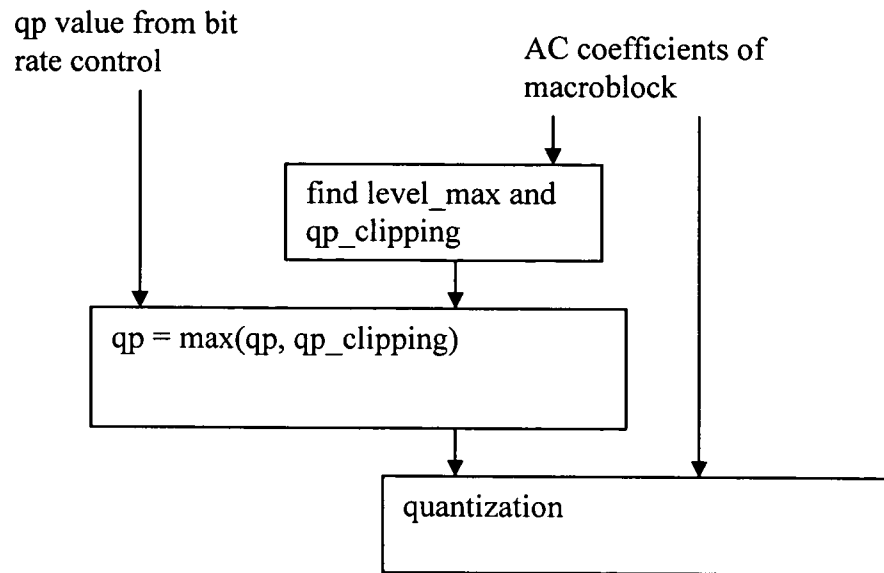 qp value from bit
rate control
AC coefficients of
macroblock
find level_max and
qp_clipping
qp = max(qp, qp_clipping)
quantization